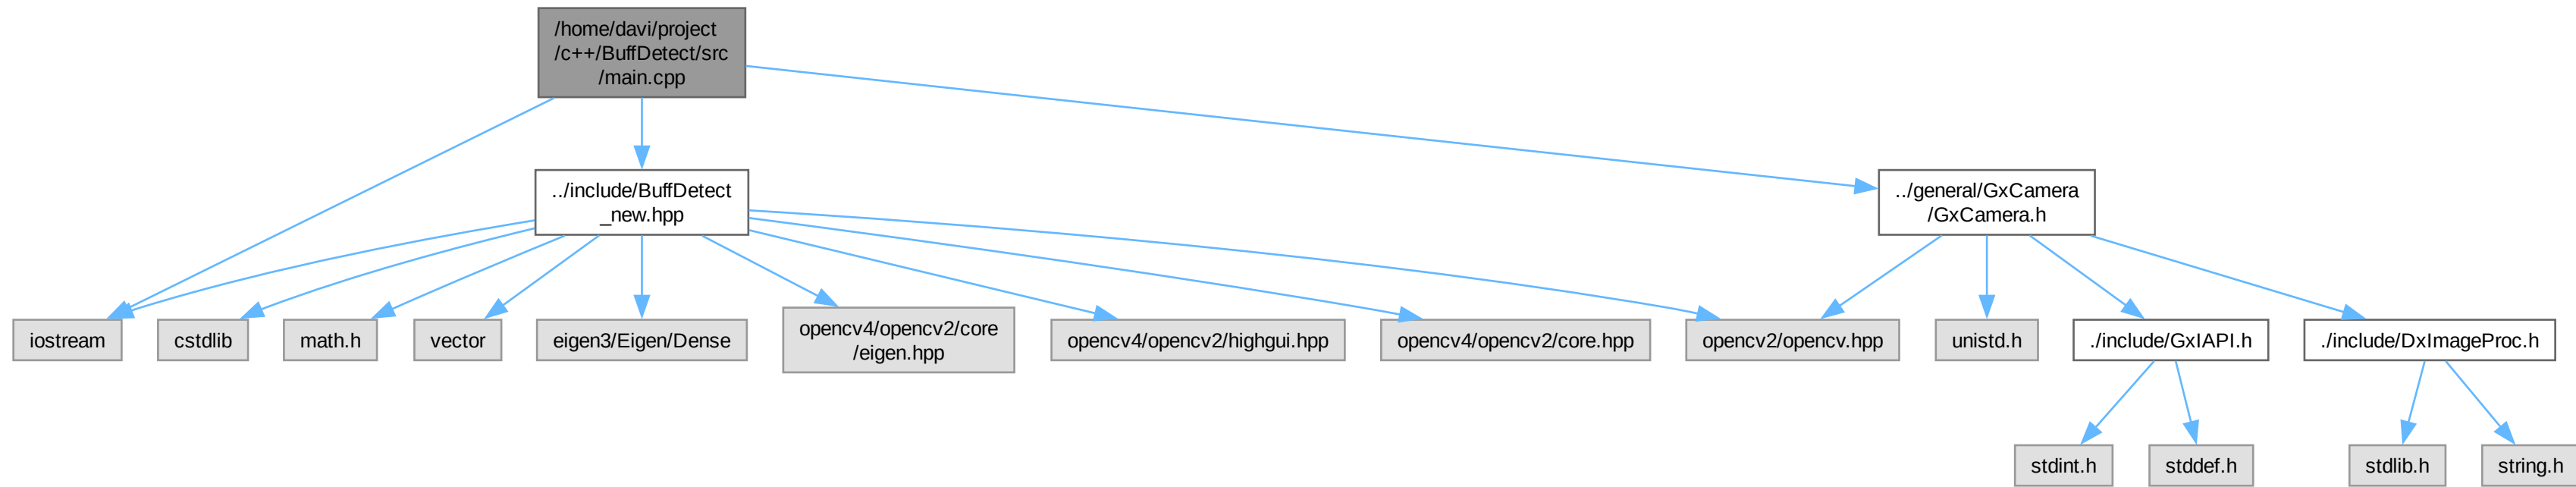 /home/davi/project
/c++/BuffDetect/src
/main.cpp
../include/BuffDetect
_new.hpp
../general/GxCamera
/GxCamera.h
iostream
cstdlib
math.h
vector
eigen3/Eigen/Dense
opencv4/opencv2/core
/eigen.hpp
opencv4/opencv2/highgui.hpp
opencv4/opencv2/core.hpp
opencv2/opencv.hpp
unistd.h
./include/GxIAPI.h
./include/DxImageProc.h
stdint.h
stddef.h
stdlib.h
string.h